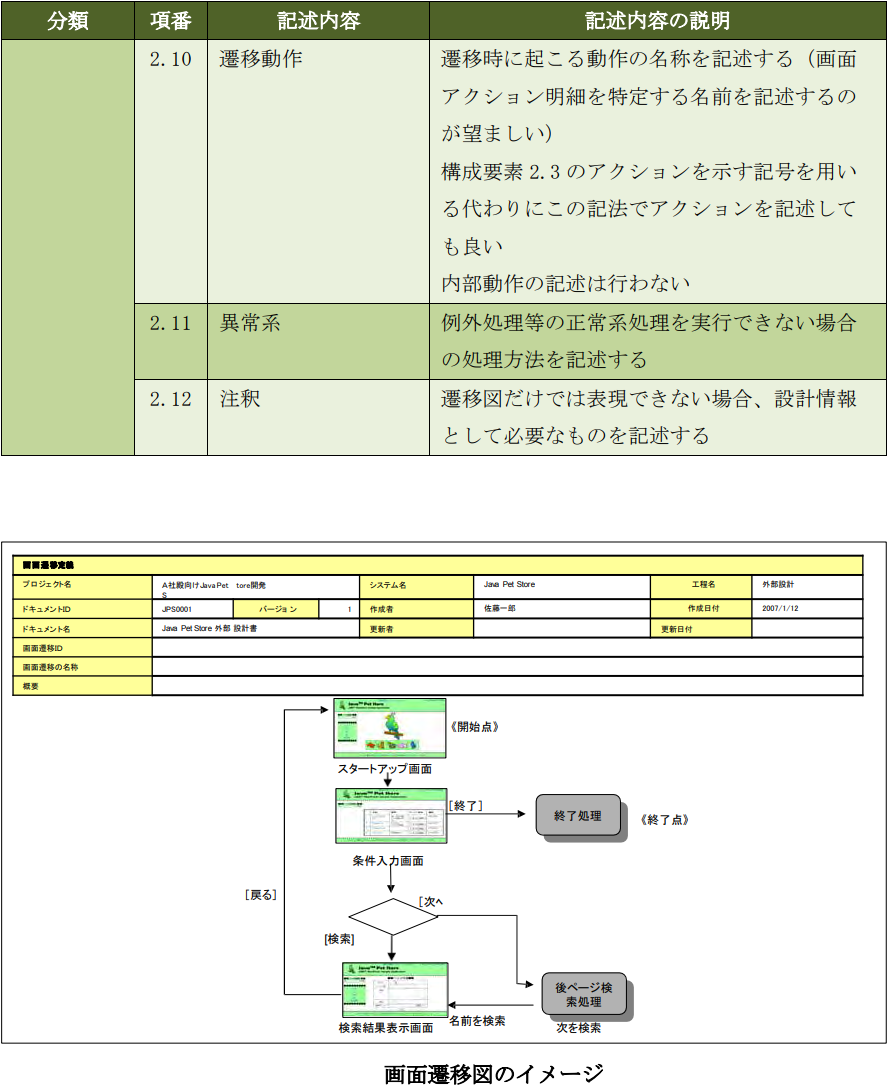 分類 項番 記述内容 記述内容の説明
2.10 遷移動作 遷移時に起こる動作の名称を記述する（画面
アクション明細を特定する名前を記述するの
が望ましい）
構成要素 2.3 のアクションを示す記号を用い
る代わりにこの記法でアクションを記述して
も良い
内部動作の記述は行わない
2.11 異常系 例外処理等の正常系処理を実行できない場合
の処理方法を記述する
2.12 注釈 遷移図だけでは表現できない場合、設計情報
として必要なものを記述する
画面遷移定義
プロジェクト名 A社殿向けJava Pet tore開発 システム名 Java Pet Store 工程名 外部設計
S
ドキュメントID JPS0001 バージョン 1 作成者 佐藤一郎 作成日付 2007/1/12
ドキュメント名 Java Pet Store 外部 設計書 更新者 更新日付
画面遷移ID
画面遷移の名称
概要
《開始点》
スタートアップ画面
[終了]
終了処理
《終了点》
条件入力画面
[戻る]
[次へ
[検索]
後ページ検
索処理
名前を検索
検索結果表示画面
次を検索
画面遷移図のイメージ